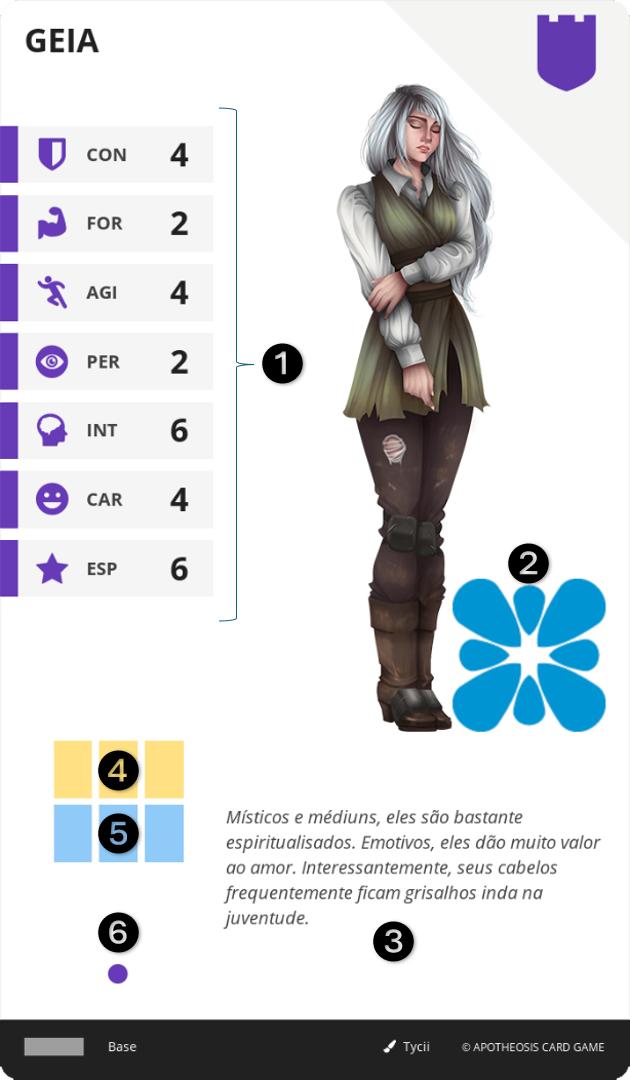 GEIA
CON 4
FOR 2
AGI 4
PER 2
INT 6
CAR 4
ESP 6
1
2
4
5
Místicos e médiuns, eles são bastante
espiritualisados. Emotivos, eles dão muito valor
ao amor. Interessantemente, seus cabelos
frequentemente ficam grisalhos inda na
juventude.
6
3
Base
Tycii
© APOTHEOSIS CARD GAME